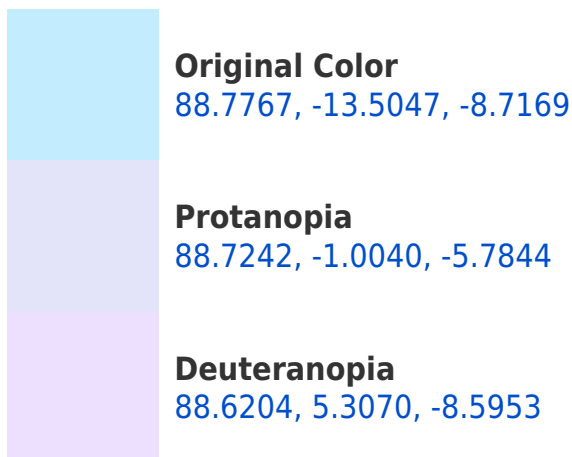 Original Color
88.7767, -13.5047, -8.7169
Protanopia
88.7242, -1.0040, -5.7844
Deuteranopia
88.6204, 5.3070, -8.5953